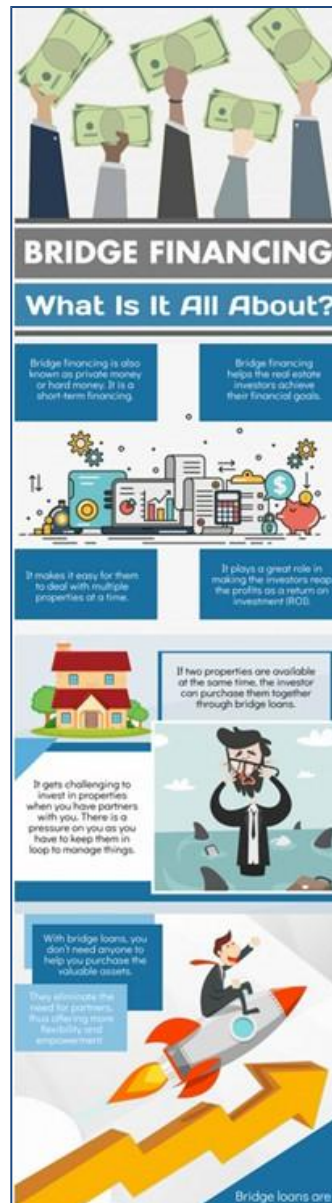 BRIDGE FINANCING
What Is It All About?
Bridge financing is also
known as private money
or hard money. It is a
short-term financing.
Bridge financing
helps the real estate
investors achieve
their financial goals.
It makes it easy for them
to deal with multiple
properties at a time.
It plays a great role in
making the investors reap
the profits as a return on
investment (ROI).
If two properties are available
at the same time, the investor
can purchase them together
through bridge loans.
It gets challenging to
invest in properties
when you have partners
with you. There is a
pressure on you as you
have to keep them in
loop to manage things.
With bridge loans, you
don't need anyone to
help you purchase the
valuable assets.
They eliminate the
need for partners,
thus offering more
flexibility and
empowerment
Bridge loans are